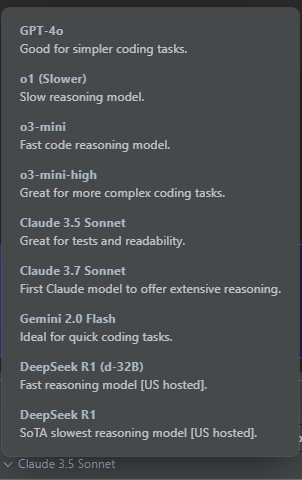 GPT-4o
Good for simpler coding tasks.
o1 (Slower)
Slow reasoning model.
o3-mini
Fast code reasoning model.
o3-mini-high
Great for more complex coding tasks.
Claude 3.5 Sonnet
Great for tests and readability.
Claude 3.7 Sonnet
First Claude model to offer extensive reasoning.
Gemini 2.0 Flash
Ideal for quick coding tasks.
DeepSeek R1 (d-32B)
Fast reasoning model [US hosted].
DeepSeek R1
SoTA slowest reasoning model [US hosted].
Claude 3.5 Sonnet